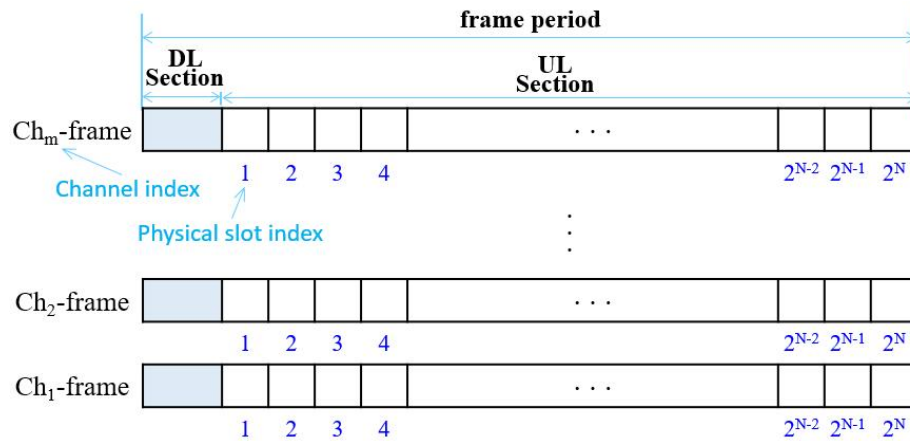 frame period
DL
Section
UL
Section
Chₘ-frame
· · ·
1 2 3 4 2ᴺ⁻² 2ᴺ⁻¹ 2ᴺ
Channel index
Physical slot index
Ch₂-frame
· · ·
1 2 3 4 2ᴺ⁻² 2ᴺ⁻¹ 2ᴺ
Ch₁-frame
· · ·
1 2 3 4 2ᴺ⁻² 2ᴺ⁻¹ 2ᴺ